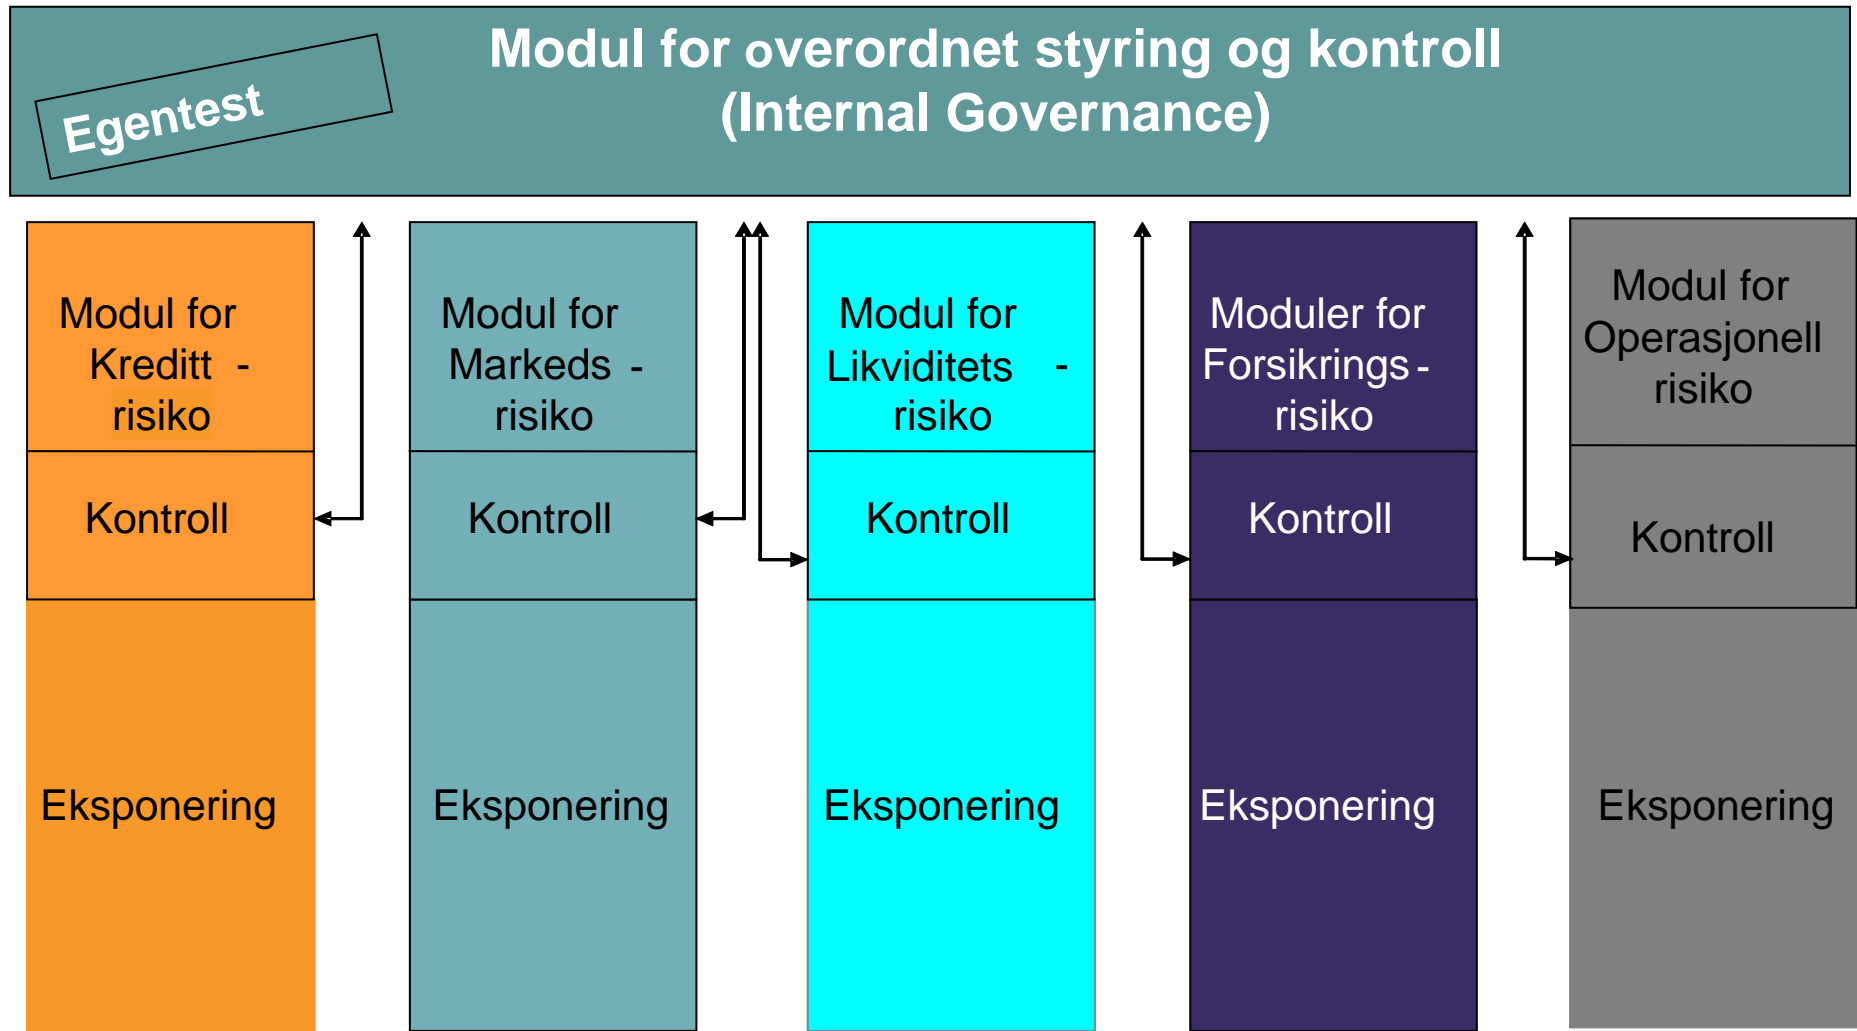 Modul for overordnet styring og kontroll
(Internal Governance)
Egentest
Modul for
Kreditt -
risiko
Kontroll
Eksponering
Modul for
Markeds -
risiko
Kontroll
Eksponering
Modul for
Likviditets -
risiko
Kontroll
Eksponering
Moduler for
Forsikrings -
risiko
Kontroll
Eksponering
Modul for
Operasjonell
risiko
Kontroll
Eksponering